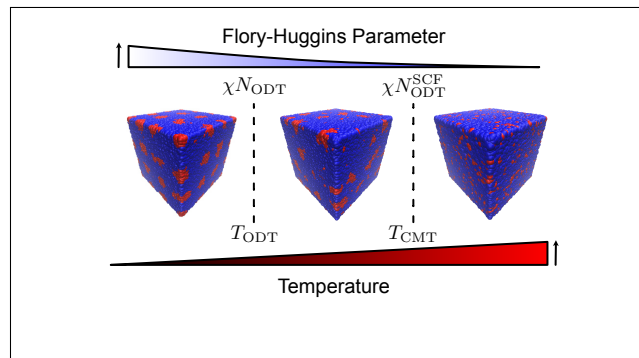 Flory-Huggins Parameter
χN_ODT χN_ODT^SCF
T_ODT T_CMT
Temperature